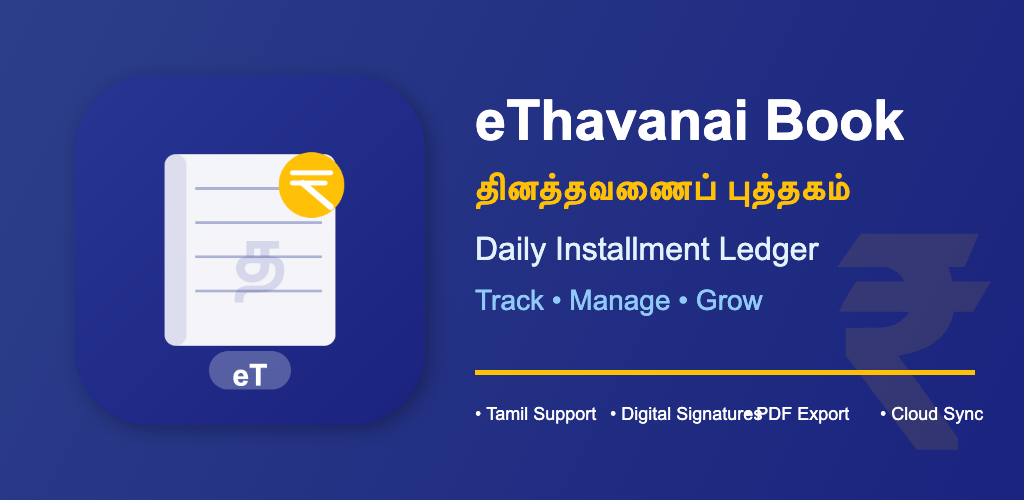 eThavanai Book
தினத்தவணைப் புத்தகம்
Daily Installment Ledger
Track • Manage • Grow
₹
த
eT
• Tamil Support • Digital Signatures • PDF Export • Cloud Sync
₹